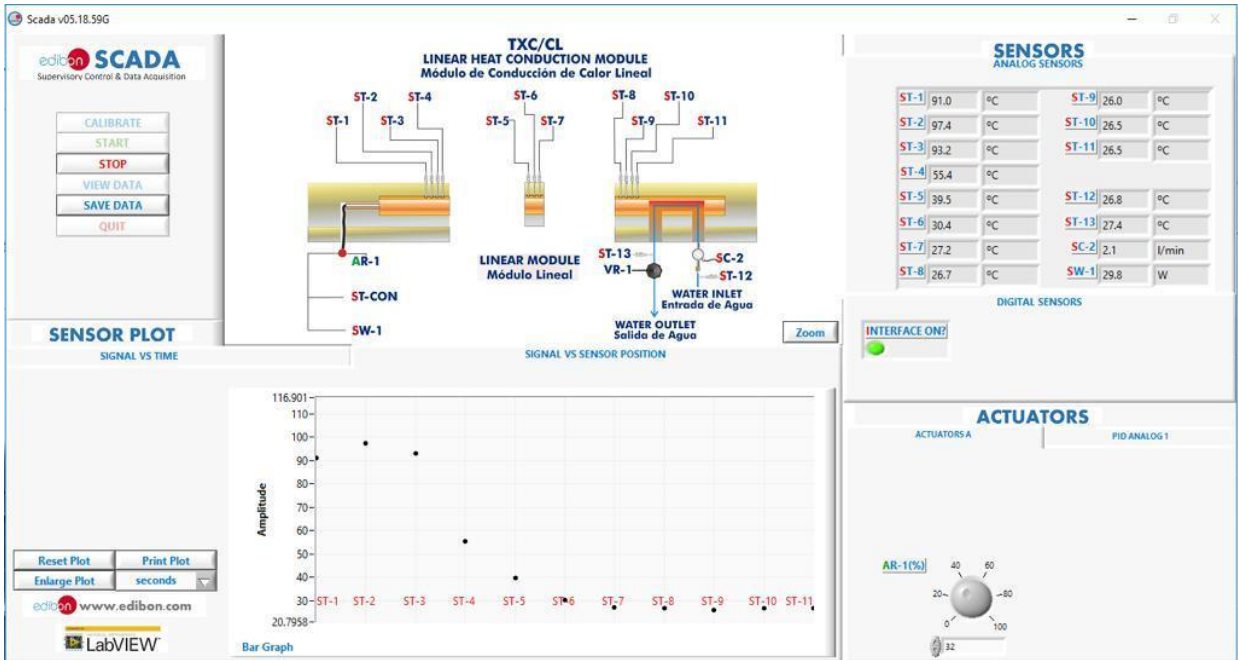 Scada v05.18.59G
edibon SCADA
Supervisory Control & Data Acquisition
CALIBRATE
START
STOP
VIEW DATA
SAVE DATA
QUIT
TXC/CL
LINEAR HEAT CONDUCTION MODULE
Módulo de Conducción de Calor Lineal
ST-2 ST-4 ST-6 ST-8 ST-10
ST-1 ST-3 ST-5 ST-7 ST-9 ST-11
AR-1
ST-CON
SW-1
LINEAR MODULE
Módulo Lineal
ST-13
VR-1
SC-2
ST-12
WATER INLET
Entrada de Agua
WATER OUTLET
Salida de Agua
Zoom
SENSORS
ANALOG SENSORS
ST-1 91.0 ºC ST-9 26.0 ºC
ST-2 97.4 ºC ST-10 26.5 ºC
ST-3 93.2 ºC ST-11 26.5 ºC
ST-4 55.4 ºC
ST-5 39.5 ºC ST-12 26.8 ºC
ST-6 30.4 ºC ST-13 27.4 ºC
ST-7 27.2 ºC SC-2 2.1 l/min
ST-8 26.7 ºC SW-1 29.8 W
DIGITAL SENSORS
INTERFACE ON?
SENSOR PLOT
SIGNAL VS TIME
SIGNAL VS SENSOR POSITION
116.901
110
100
90
80
70
60
50
40
30
20.7958
Amplitude
ST-1 ST-2 ST-3 ST-4 ST-5 ST-6 ST-7 ST-8 ST-9 ST-10 ST-11
Bar Graph
Reset Plot Print Plot
Enlarge Plot seconds
edibon www.edibon.com
LabVIEW
ACTUATORS
ACTUATORS A
PID ANALOG 1
AR-1(%)
40 60
20 80
0 100
32